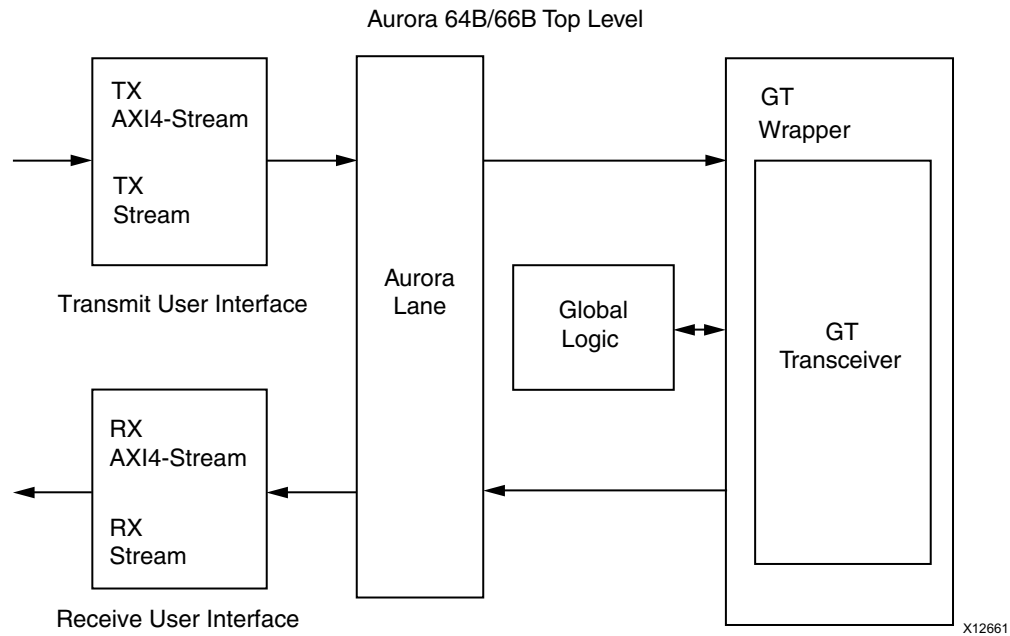 Aurora 64B/66B Top Level
TX
AXI4-Stream
TX
Stream
Transmit User Interface
Aurora
Lane
Global
Logic
GT
Wrapper
GT
Transceiver
RX
AXI4-Stream
RX
Stream
Receive User Interface
X12661